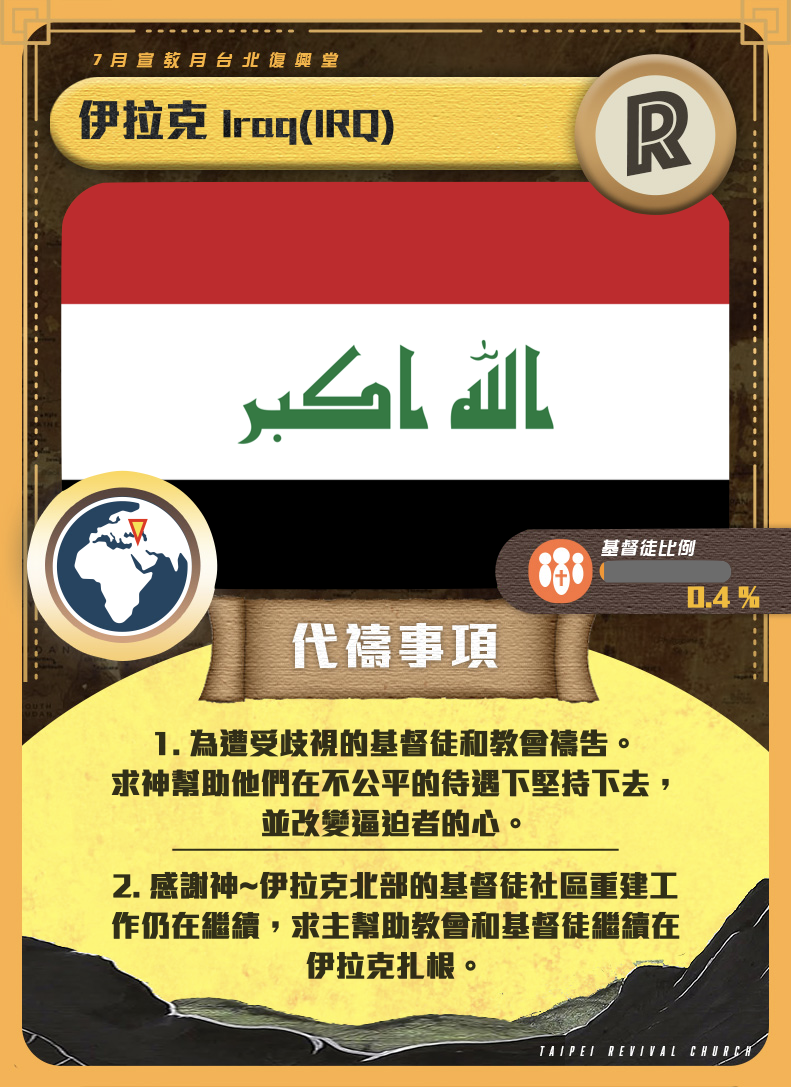 7月宣教月台北復興堂
伊拉克 Iraq(IRQ)
R
الله اكبر
基督徒比例
0.4 %
代禱事項
1. 為遭受歧視的基督徒和教會禱告。
求神幫助他們在不公平的待遇下堅持下去，
並改變逼迫者的心。
2. 感謝神~伊拉克北部的基督徒社區重建工
作仍在繼續，求主幫助教會和基督徒繼續在
伊拉克扎根。
TAIPEI REVIVAL CHURCH